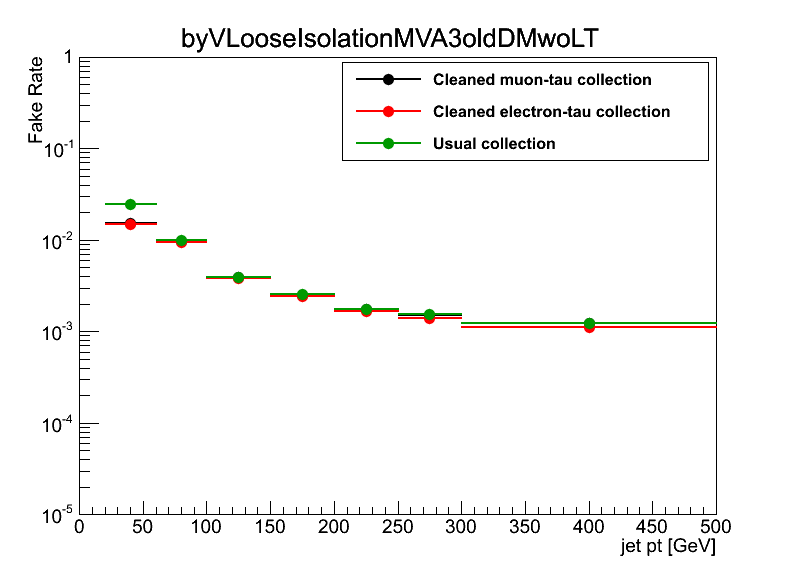 byVLooseIsolationMVA3oldDMwoLT
Fake Rate
Cleaned muon-tau collection
Cleaned electron-tau collection
Usual collection
1
10^-1
10^-2
10^-3
10^-4
10^-5
0 50 100 150 200 250 300 350 400 450 500
jet pt [GeV]